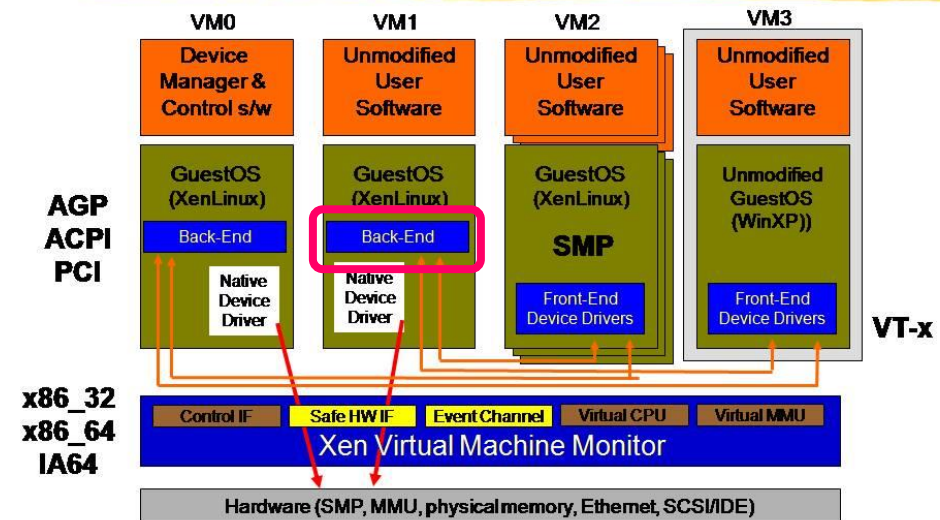 VM0
VM1
VM2
VM3
Device
Manager &
Control s/w
Unmodified
User
Software
Unmodified
User
Software
Unmodified
User
Software
GuestOS
(XenLinux)
Back-End
Native
Device
Driver
GuestOS
(XenLinux)
Back-End
Native
Device
Driver
GuestOS
(XenLinux)
SMP
Front-End
Device Drivers
Unmodified
GuestOS
(WinXP))
Front-End
Device Drivers
AGP
ACPI
PCI
VT-x
x86_32
x86_64
IA64
Control IF
Safe HW IF
Event Channel
Virtual CPU
Virtual MMU
Xen Virtual Machine Monitor
Hardware (SMP, MMU, physical memory, Ethernet, SCSI/IDE)